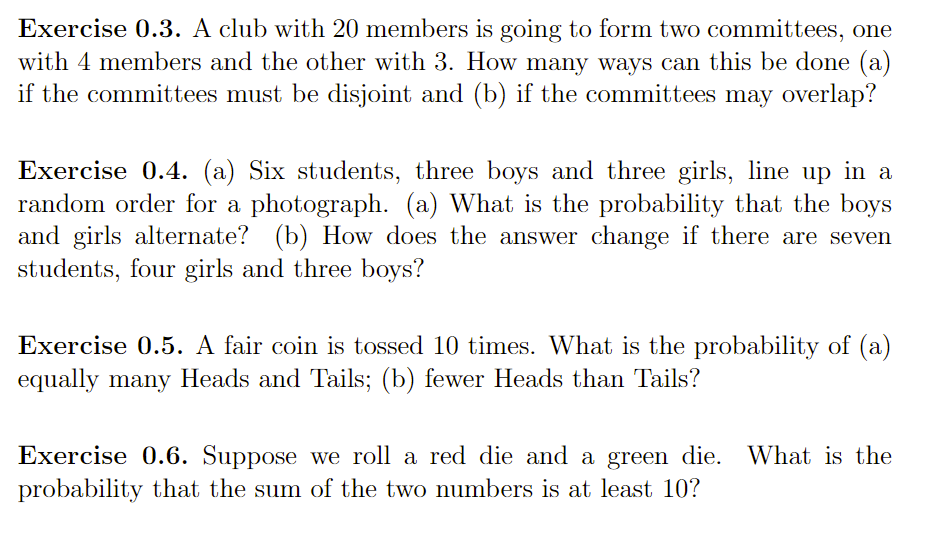 Exercise 0.3. A club with 20 members is going to form two committees, one
with 4 members and the other with 3. How many ways can this be done (a)
if the committees must be disjoint and (b) if the committees may overlap?
Exercise 0.4. (a) Six students, three boys and three girls, line up in a
random order for a photograph. (a) What is the probability that the boys
and girls alternate? (b) How does the answer change if there are seven
students, four girls and three boys?
Exercise 0.5. A fair coin is tossed 10 times. What is the probability of (a)
equally many Heads and Tails; (b) fewer Heads than Tails?
Exercise 0.6. Suppose we roll a red die and a green die. What is the
probability that the sum of the two numbers is at least 10?